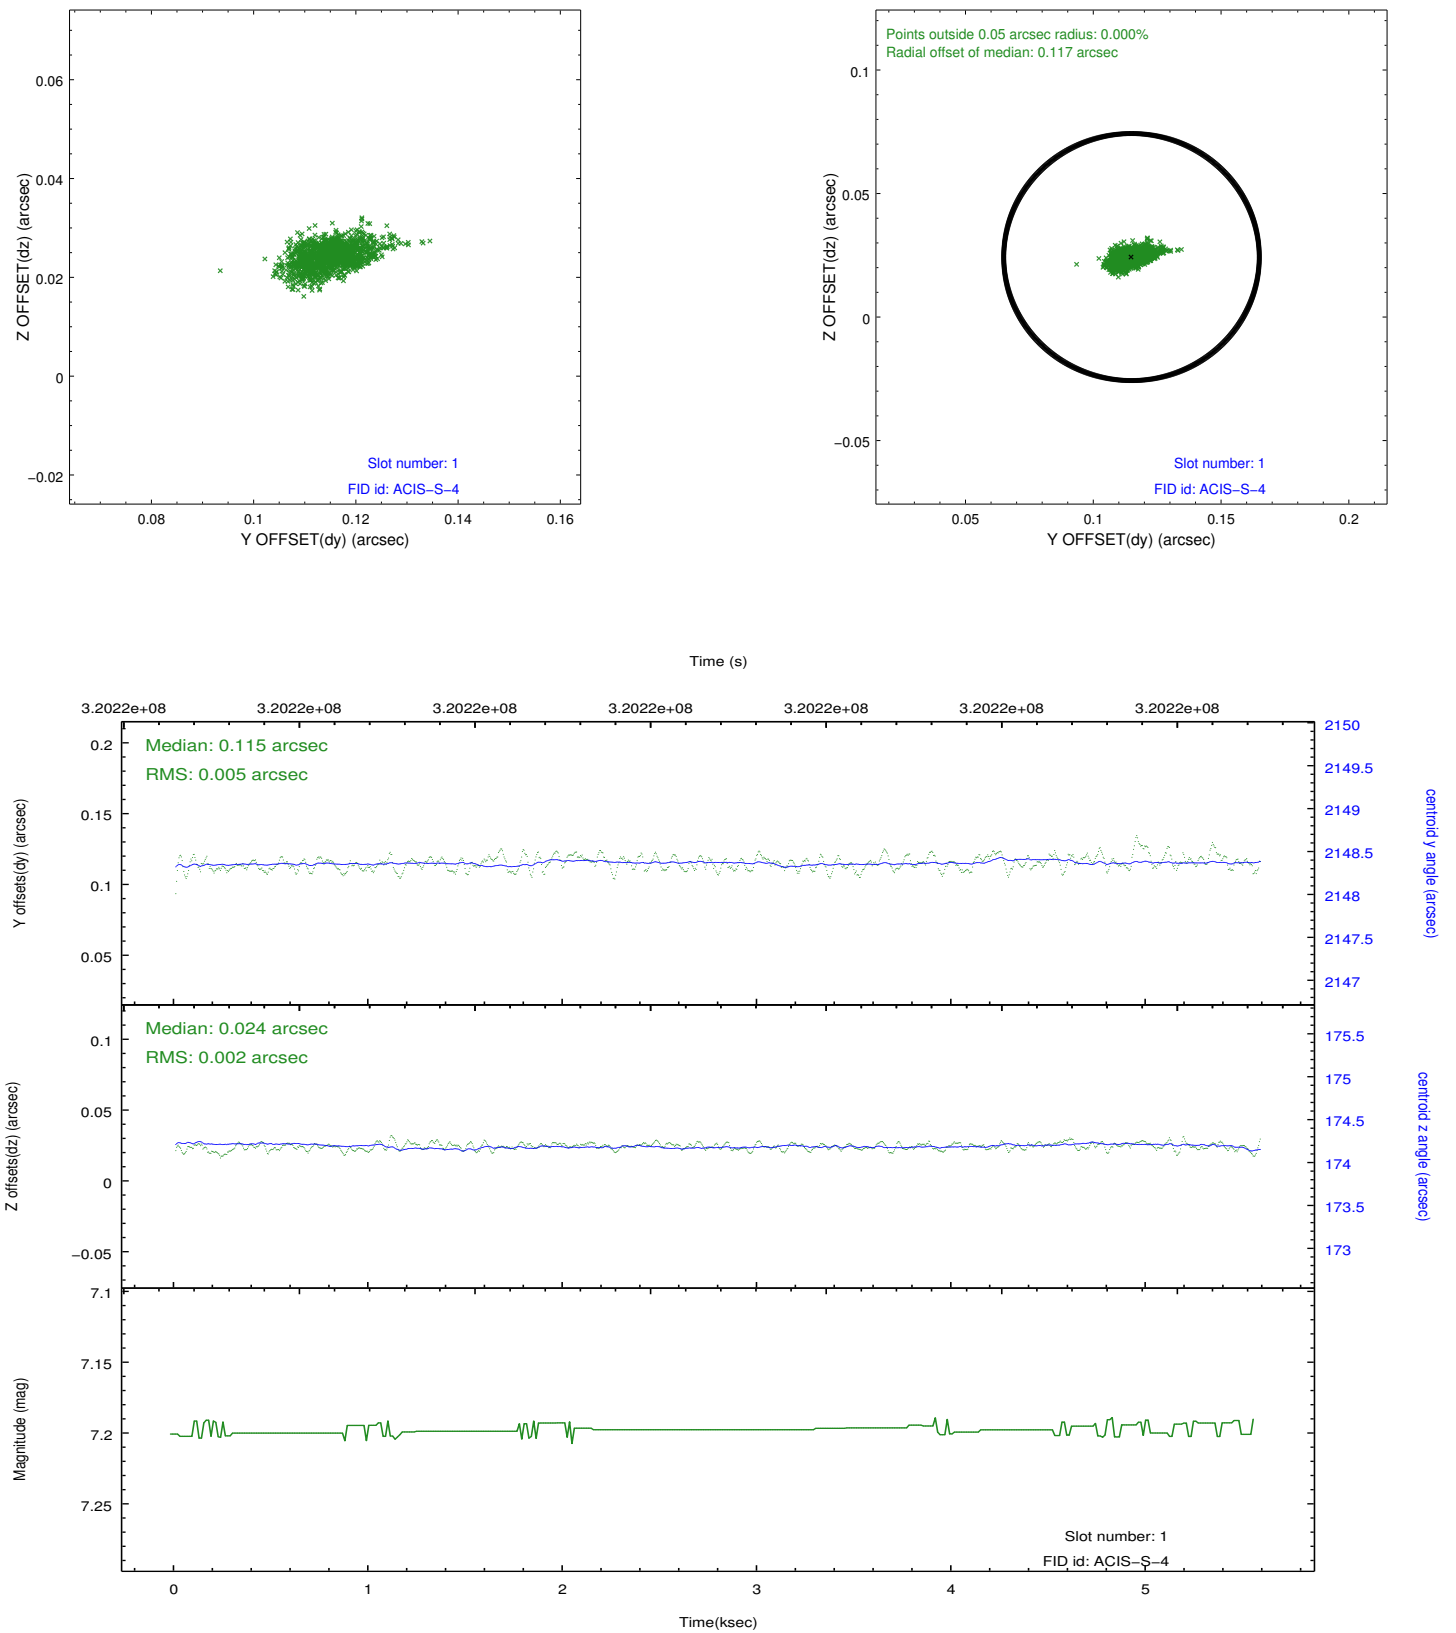 0.06
0.04
0.02
0
−0.02
Z OFFSET(dz) (arcsec)
Slot number: 1
FID id: ACIS−S−4
0.08
0.1
0.12
0.14
0.16
Y OFFSET(dy) (arcsec)
Points outside 0.05 arcsec radius: 0.000%
Radial offset of median: 0.117 arcsec
0.1
0.05
0
−0.05
Z OFFSET(dz) (arcsec)
Slot number: 1
FID id: ACIS−S−4
0.05
0.1
0.15
0.2
Y OFFSET(dy) (arcsec)
Time (s)
3.2022e+08
3.2022e+08
3.2022e+08
3.2022e+08
3.2022e+08
3.2022e+08
3.2022e+08
Median: 0.115 arcsec
RMS: 0.005 arcsec
0.2
0.15
0.1
0.05
Y offsets(dy) (arcsec)
2150
2149.5
2149
2148.5
2148
2147.5
2147
centroid y angle (arcsec)
Median: 0.024 arcsec
RMS: 0.002 arcsec
0.1
0.05
0
−0.05
Z offsets(dz) (arcsec)
175.5
175
174.5
174
173.5
173
centroid z angle (arcsec)
7.1
7.15
7.2
7.25
Magnitude (mag)
Slot number: 1
FID id: ACIS−S−4
0
1
2
3
4
5
Time(ksec)